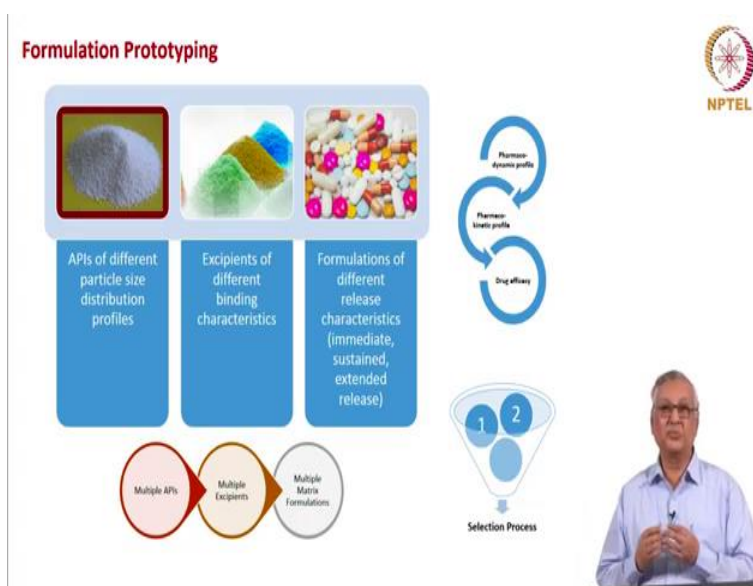 Formulation Prototyping
NPTEL
APIs of different
particle size
distribution
profiles
Excipients of
different
binding
characteristics
Formulations of
different
release
characteristics
(immediate,
sustained,
extended
release)
Pharmaco-
dynamic profile
Pharmaco-
kinetic profile
Drug efficacy
Multiple APIs
Multiple
Excipients
Multiple
Matrix
Formulations
1
2
Selection Process